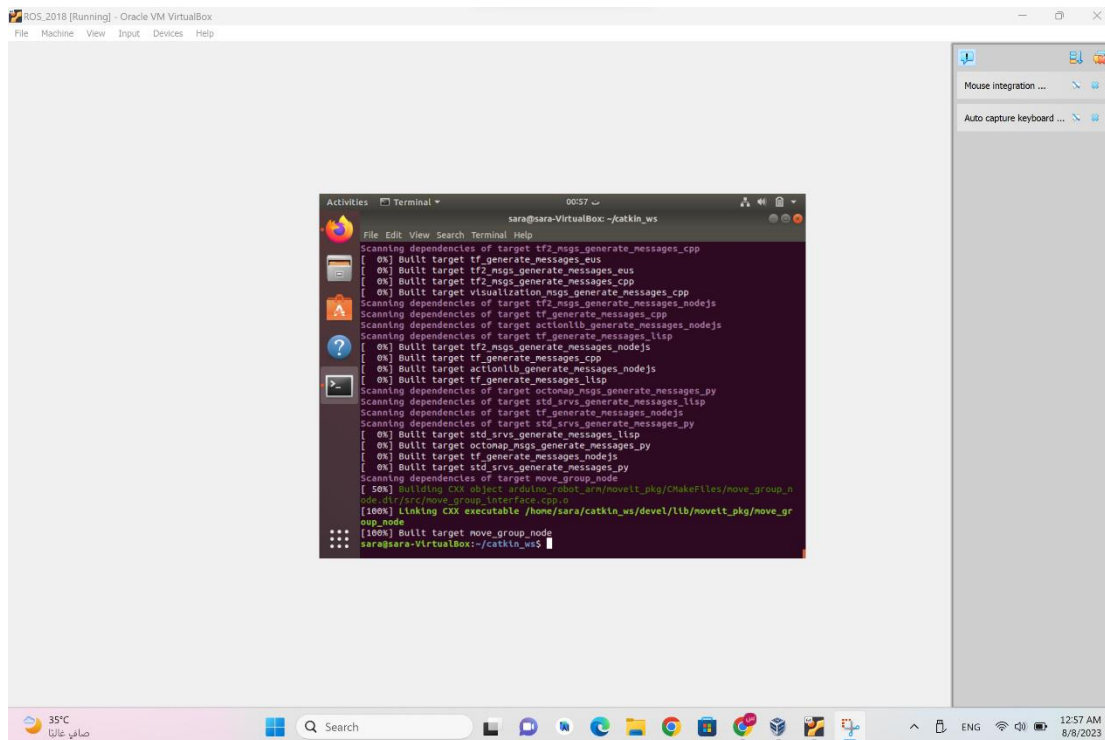 ROS_2018 [Running] - Oracle VM VirtualBox
File Machine View Input Devices Help
Mouse integration ...
Auto capture keyboard ...
Activities Terminal 00:57 ت
sara@sara-VirtualBox: ~/catkin_ws
File Edit View Search Terminal Help
Scanning dependencies of target tf2_msgs_generate_messages_cpp
[  0%] Built target tf_generate_messages_eus
[  0%] Built target tf2_msgs_generate_messages_eus
[  0%] Built target tf2_msgs_generate_messages_cpp
[  0%] Built target visualization_msgs_generate_messages_cpp
Scanning dependencies of target tf2_msgs_generate_messages_nodejs
Scanning dependencies of target tf_generate_messages_cpp
Scanning dependencies of target actionlib_generate_messages_nodejs
Scanning dependencies of target tf_generate_messages_lisp
[  0%] Built target tf2_msgs_generate_messages_nodejs
[  0%] Built target tf_generate_messages_cpp
[  0%] Built target actionlib_generate_messages_nodejs
[  0%] Built target tf_generate_messages_lisp
Scanning dependencies of target octomap_msgs_generate_messages_py
Scanning dependencies of target std_srvs_generate_messages_lisp
Scanning dependencies of target tf_generate_messages_nodejs
Scanning dependencies of target std_srvs_generate_messages_py
[  0%] Built target std_srvs_generate_messages_lisp
[  0%] Built target octomap_msgs_generate_messages_py
[  0%] Built target tf_generate_messages_nodejs
[  0%] Built target std_srvs_generate_messages_py
Scanning dependencies of target move_group_node
[ 50%] Building CXX object arduino_robot_arm/moveit_pkg/CMakeFiles/move_group_n
ode.dir/src/move_group_interface.cpp.o
[100%] Linking CXX executable /home/sara/catkin_ws/devel/lib/moveit_pkg/move_gr
oup_node
[100%] Built target move_group_node
sara@sara-VirtualBox:~/catkin_ws$
35°C
صافٍ غالبًا
Search
ENG
12:57 AM
8/8/2023